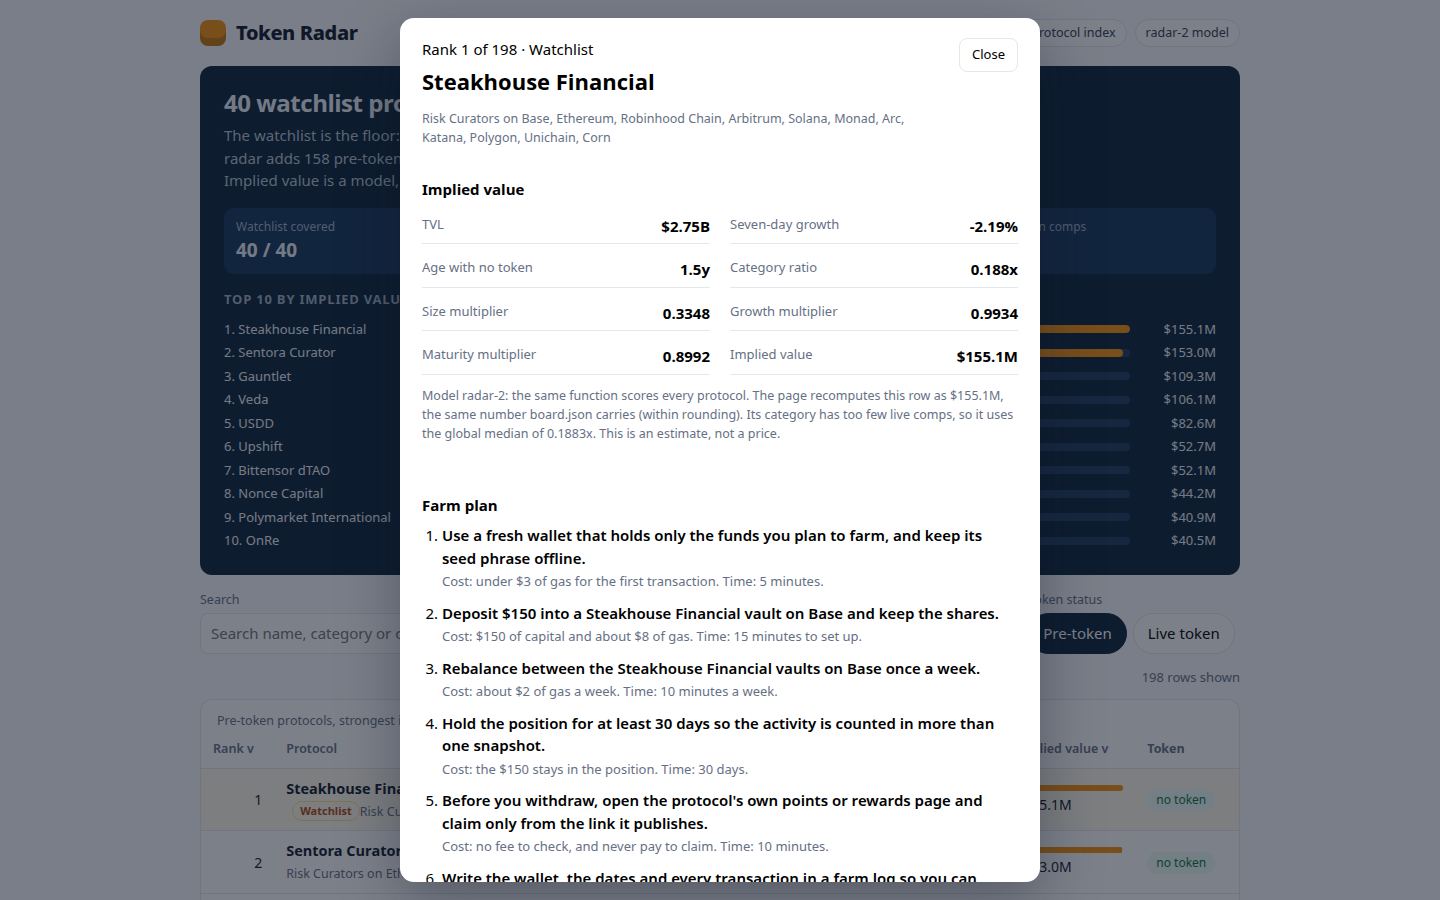 Token Radar
rotocol index
radar-2 model
40 watchlist pro
The watchlist is the floor:
radar adds 158 pre-token
Implied value is a model,
Watchlist covered
40 / 40
n comps
TOP 10 BY IMPLIED VALU
1. Steakhouse Financial
$155.1M
2. Sentora Curator
$153.0M
3. Gauntlet
$109.3M
4. Veda
$106.1M
5. USDD
$82.6M
6. Upshift
$52.7M
7. Bittensor dTAO
$52.1M
8. Nonce Capital
$44.2M
9. Polymarket International
$40.9M
10. OnRe
$40.5M
Search
oken status
Search name, category or c
Pre-token
Live token
198 rows shown
Pre-token protocols, strongest i
Rank v
Protocol
lied value v
Token
1
Steakhouse Fina
Watchlist
Risk Cu
5.1M
no token
2
Sentora Curator
Risk Curators on Et
3.0M
no token
Rank 1 of 198 · Watchlist
Close
Steakhouse Financial
Risk Curators on Base, Ethereum, Robinhood Chain, Arbitrum, Solana, Monad, Arc,
Katana, Polygon, Unichain, Corn
Implied value
TVL $2.75B
Seven-day growth -2.19%
Age with no token 1.5y
Category ratio 0.188x
Size multiplier 0.3348
Growth multiplier 0.9934
Maturity multiplier 0.8992
Implied value $155.1M
Model radar-2: the same function scores every protocol. The page recomputes this row as $155.1M,
the same number board.json carries (within rounding). Its category has too few live comps, so it uses
the global median of 0.1883x. This is an estimate, not a price.
Farm plan
1. Use a fresh wallet that holds only the funds you plan to farm, and keep its
seed phrase offline.
Cost: under $3 of gas for the first transaction. Time: 5 minutes.
2. Deposit $150 into a Steakhouse Financial vault on Base and keep the shares.
Cost: $150 of capital and about $8 of gas. Time: 15 minutes to set up.
3. Rebalance between the Steakhouse Financial vaults on Base once a week.
Cost: about $2 of gas a week. Time: 10 minutes a week.
4. Hold the position for at least 30 days so the activity is counted in more than
one snapshot.
Cost: the $150 stays in the position. Time: 30 days.
5. Before you withdraw, open the protocol's own points or rewards page and
claim only from the link it publishes.
Cost: no fee to check, and never pay to claim. Time: 10 minutes.
6. Write the wallet, the dates and every transaction in a farm log so you can